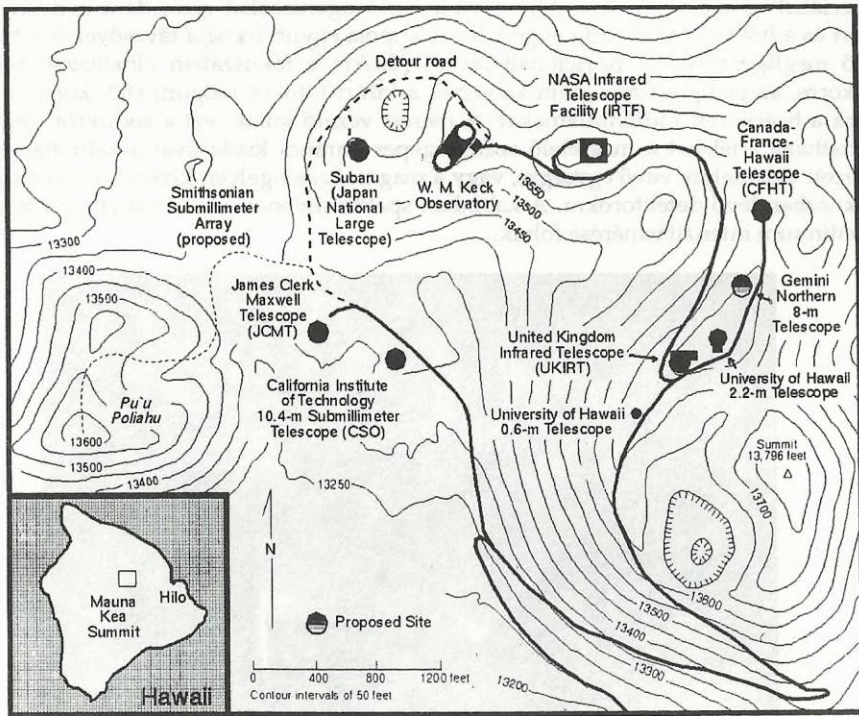 Detour road
NASA Infrared
Telescope
Facility (IRTF)
Canada-
France-
Hawaii
Telescope
(CFHT)
Smithsonian
Submillimeter
Array
(proposed)
Subaru
(Japan
National
Large
Telescope)
W. M. Keck
Observatory
13550
13500
13450
13300
13400
13500
James Clerk
Maxwell
Telescope
(JCMT)
Gemini
Northern
8-m
Telescope
United Kingdom
Infrared Telescope
(UKIRT)
University of Hawaii
2.2-m Telescope
California Institute
of Technology
10.4-m Submillimeter
Telescope (CSO)
University of Hawaii
0.6-m Telescope
Pu'u
Poliahu
13600
13500
13400
13250
Summit
13,796 feet
13700
N
Mauna
Kea
Summit
Hilo
Hawaii
Proposed Site
13600
13500
13400
13300
13200
0 400 800 1200 feet
Contour intervals of 50 feet